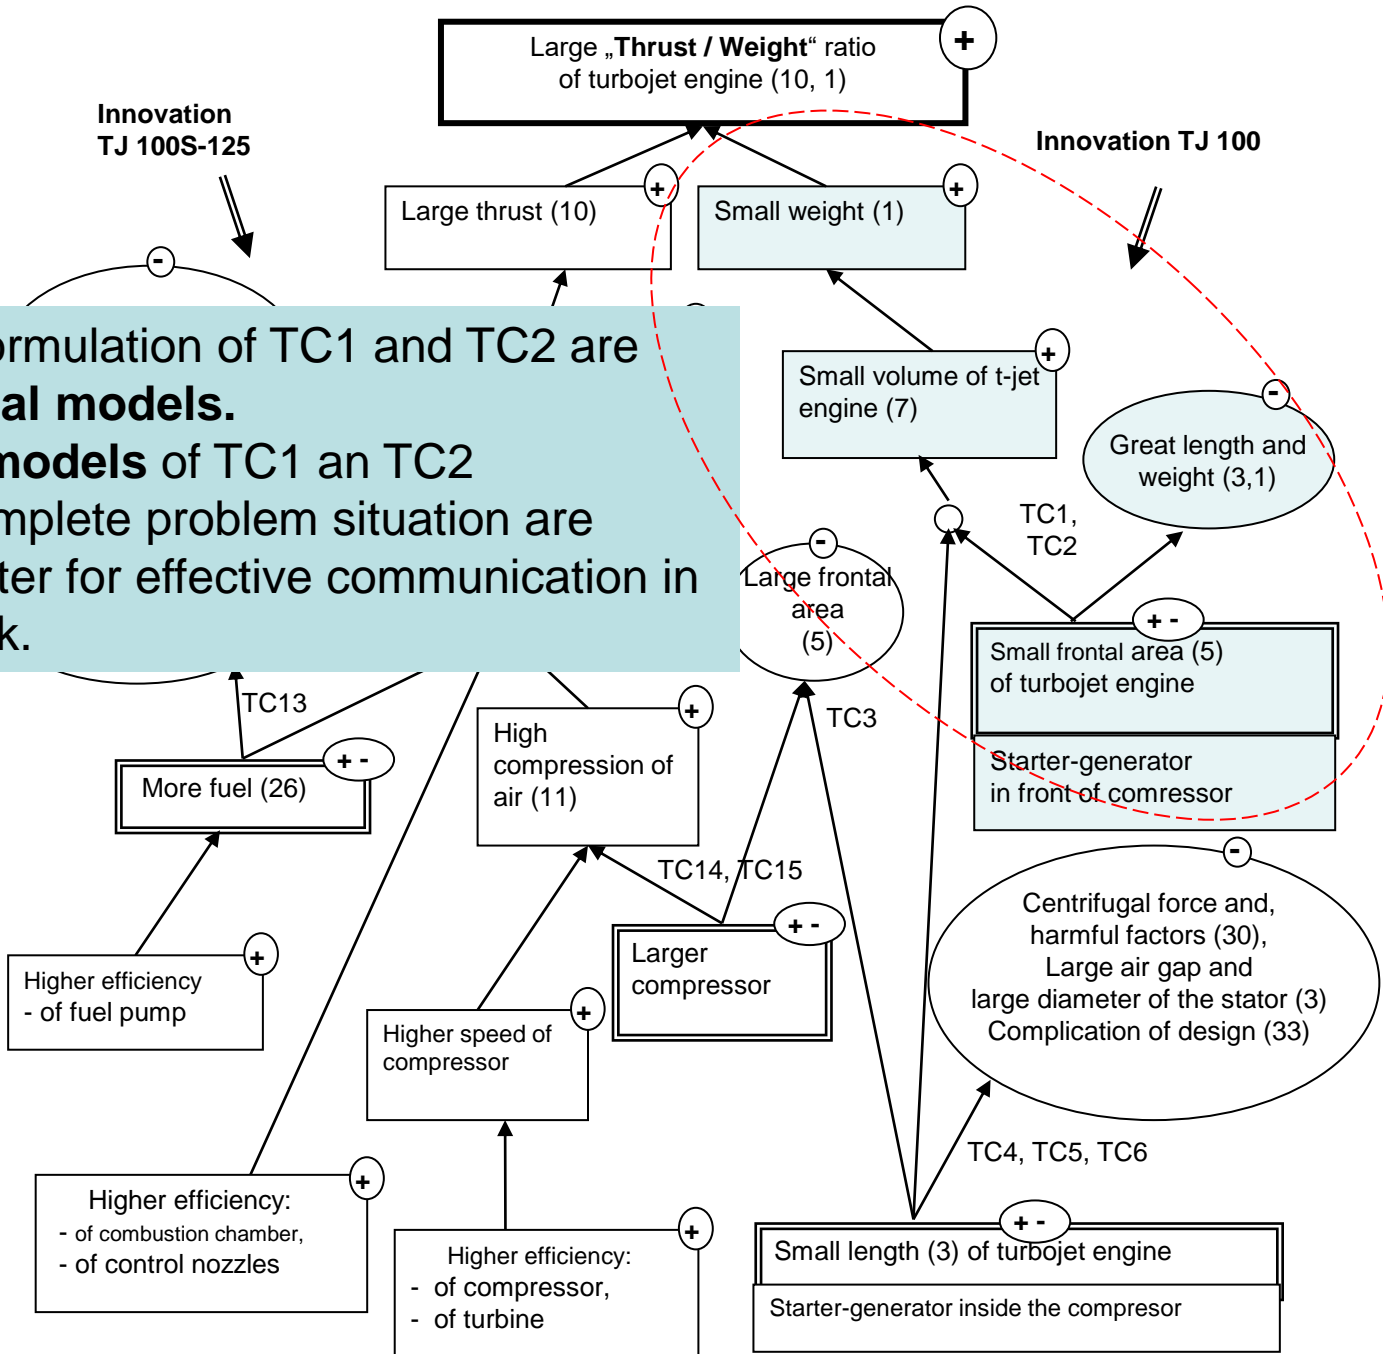 Large „Thrust / Weight“ ratio
of turbojet engine (10, 1)
+
Innovation
TJ 100S-125
Innovation TJ 100
Large thrust (10)
+
Small weight (1)
+
-
ormulation of TC1 and TC2 are
al models.
models of TC1 an TC2
mplete problem situation are
ter for effective communication in
k.
Small volume of t-jet
engine (7)
+
-
Great length and
weight (3,1)
TC1,
TC2
-
Large frontal
area
(5)
+ -
Small frontal area (5)
of turbojet engine
Starter-generator
in front of comressor
TC13
TC3
+ -
More fuel (26)
+
High
compression of
air (11)
TC14, TC15
-
Centrifugal force and,
harmful factors (30),
Large air gap and
large diameter of the stator (3)
Complication of design (33)
+ -
Larger
compressor
+
Higher efficiency
- of fuel pump
+
Higher speed of
compressor
TC4, TC5, TC6
+
Higher efficiency:
- of combustion chamber,
- of control nozzles
+
Higher efficiency:
- of compressor,
- of turbine
+ -
Small length (3) of turbojet engine
Starter-generator inside the compresor